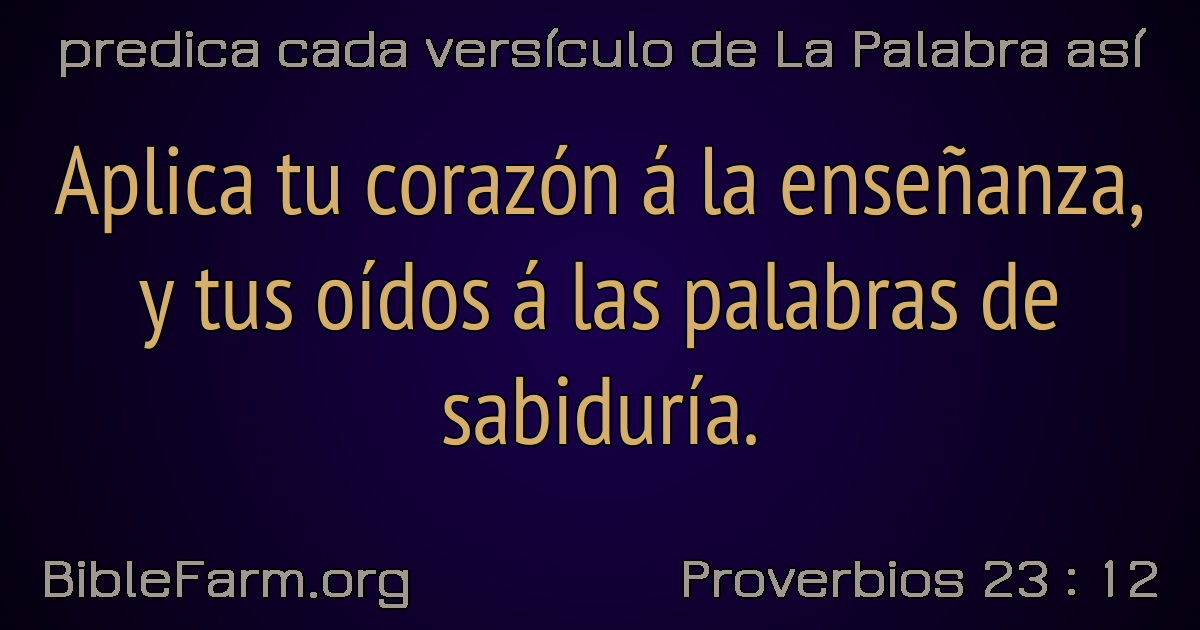 predica cada versículo de La Palabra así
Aplica tu corazón á la enseñanza,
y tus oídos á las palabras de
sabiduría.
BibleFarm.org
Proverbios 23 : 12